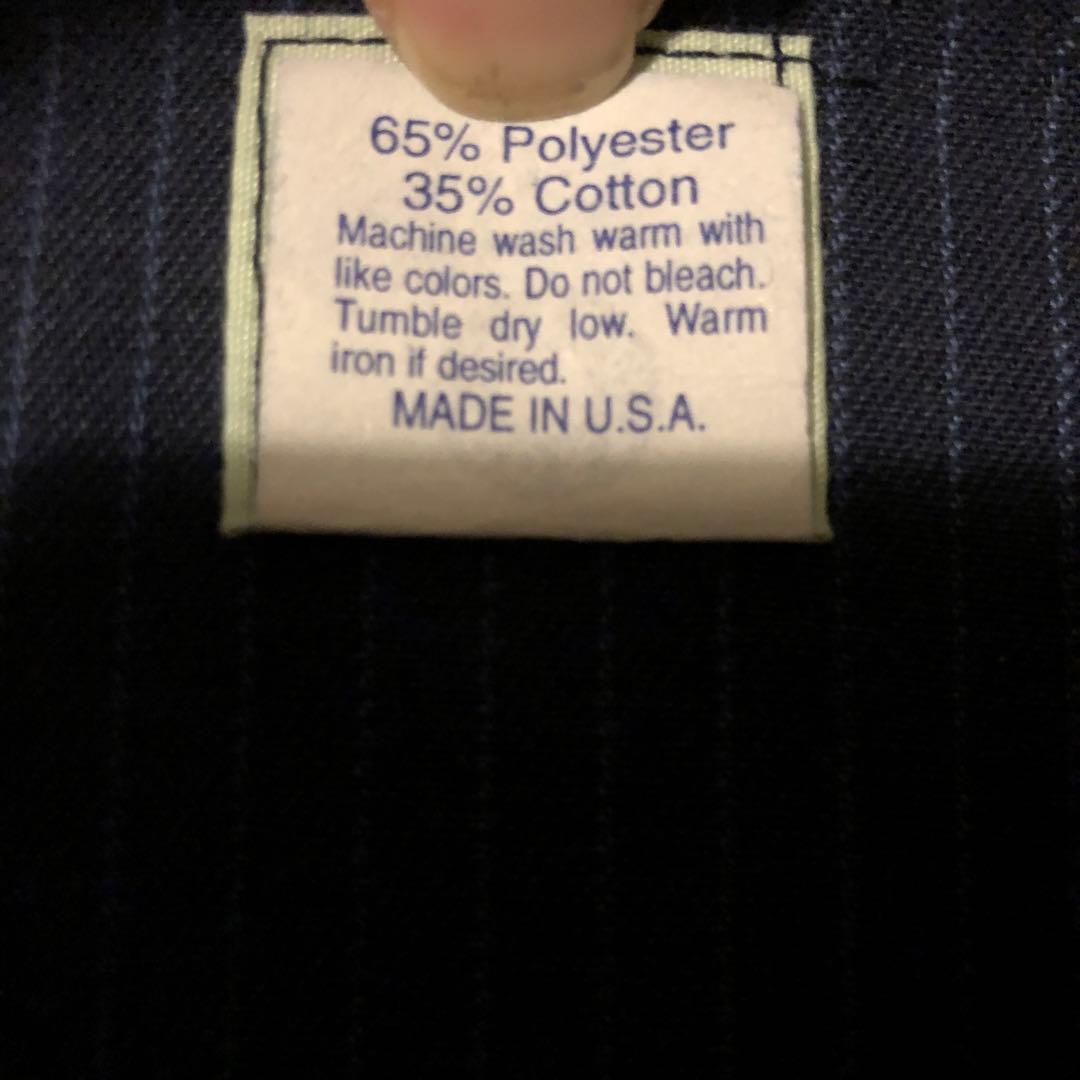 65% Polyester
35% Cotton
Machine wash warm with
like colors. Do not bleach.
Tumble dry low. Warm
iron if desired.
MADE IN U.S.A.